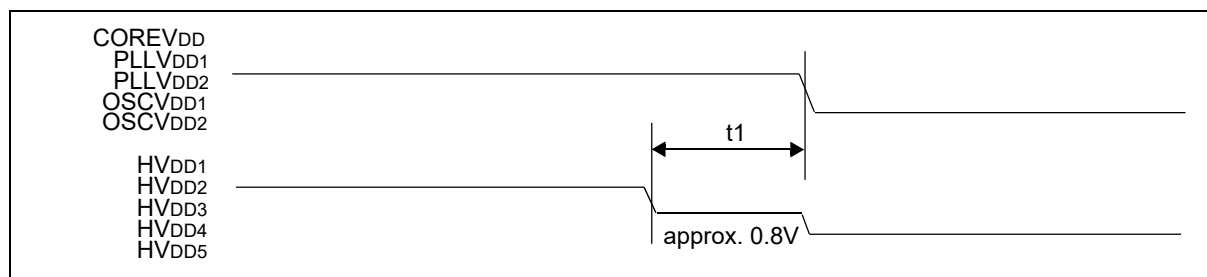 COREVDD
PLLVDD1
PLLVDD2
OSCVDD1
OSCVDD2
t1
HVDD1
HVDD2
HVDD3
HVDD4
HVDD5
approx. 0.8V